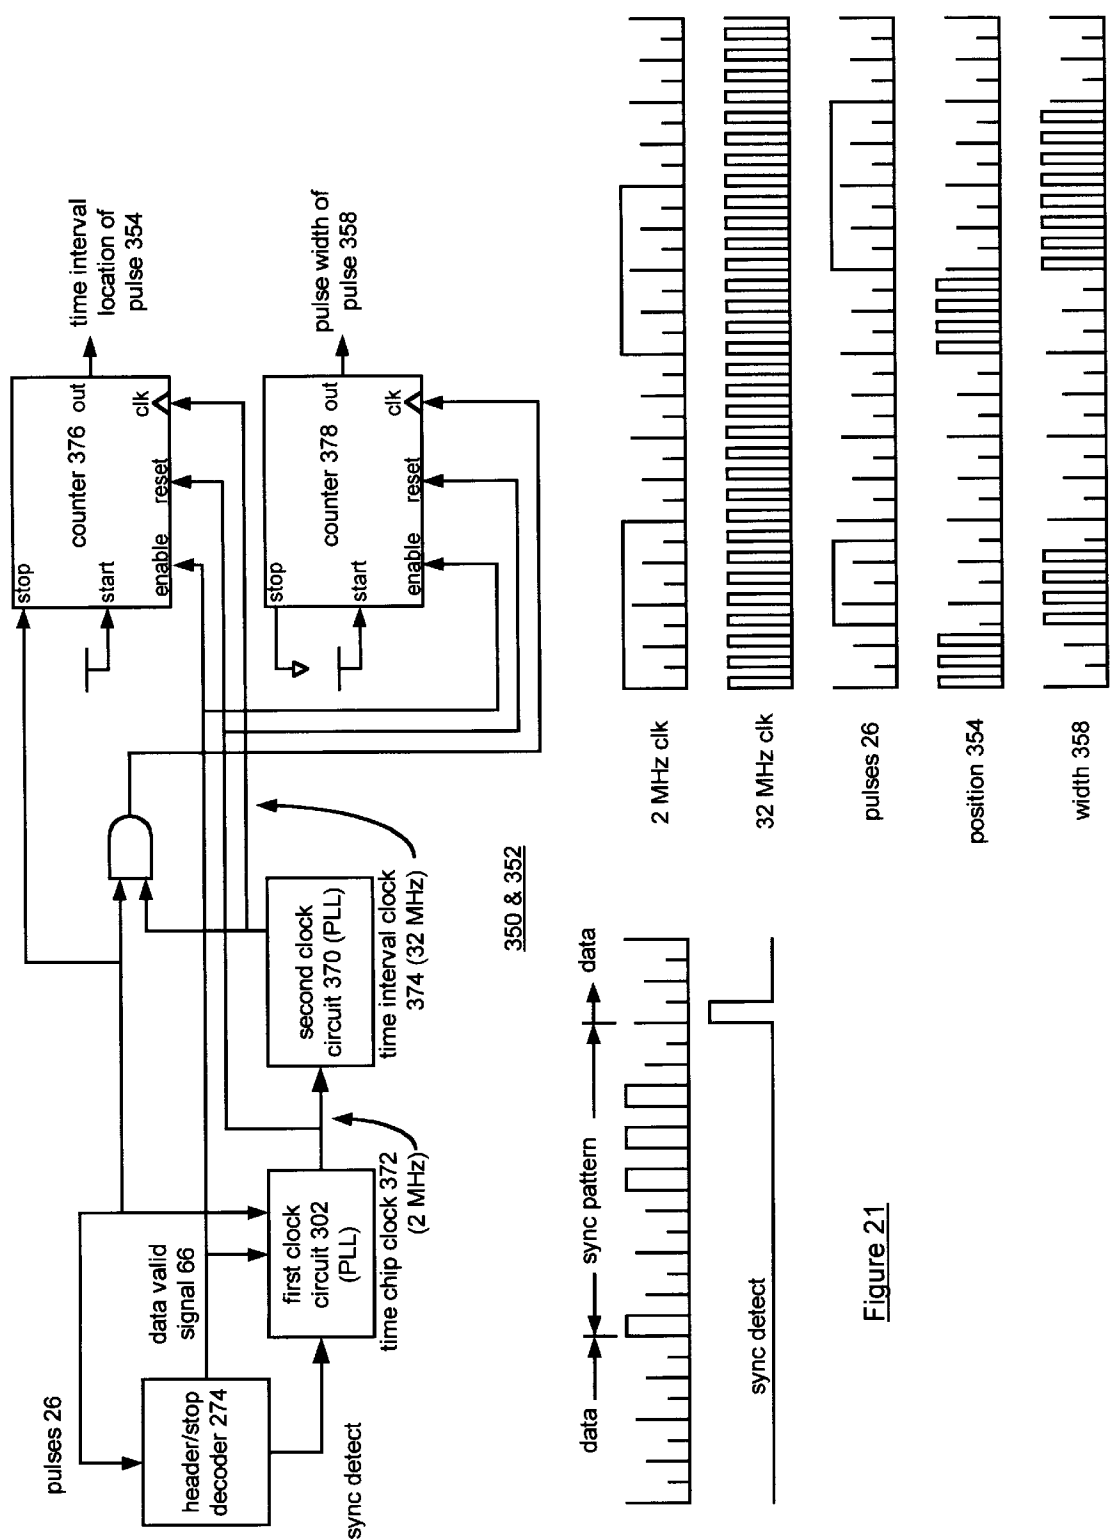 pulses 26
header/stop
decoder 274
sync detect
data valid
signal 66
first clock
circuit 302
(PLL)
time chip clock 372
(2 MHz)
second clock
circuit 370 (PLL)
time interval clock
374 (32 MHz)
stop
counter 376
out
start
enable
reset
clk
time interval
location of
pulse 354
stop
counter 378
out
start
enable
reset
clk
pulse width of
pulse 358
350 & 352
data
sync pattern
data
sync detect
2 MHz clk
32 MHz clk
pulses 26
position 354
width 358
Figure 21